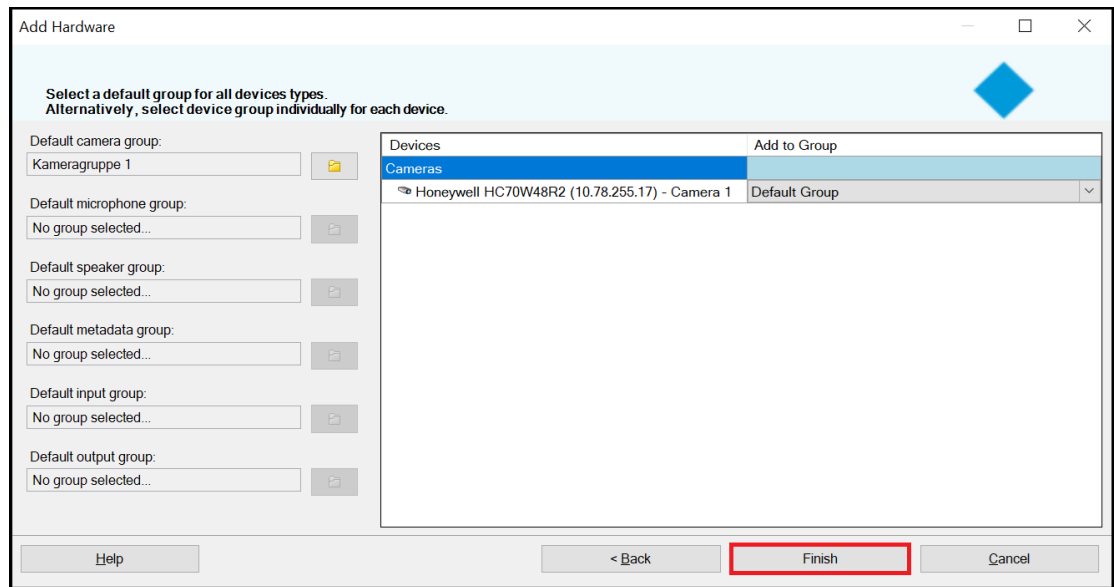 Add Hardware
Select a default group for all devices types.
Alternatively, select device group individually for each device.
Default camera group:
Kameragruppe 1
Default microphone group:
No group selected...
Default speaker group:
No group selected...
Default metadata group:
No group selected...
Default input group:
No group selected...
Default output group:
No group selected...
Devices Add to Group
Cameras
Honeywell HC70W48R2 (10.78.255.17) - Camera 1 Default Group
Help < Back Finish Cancel